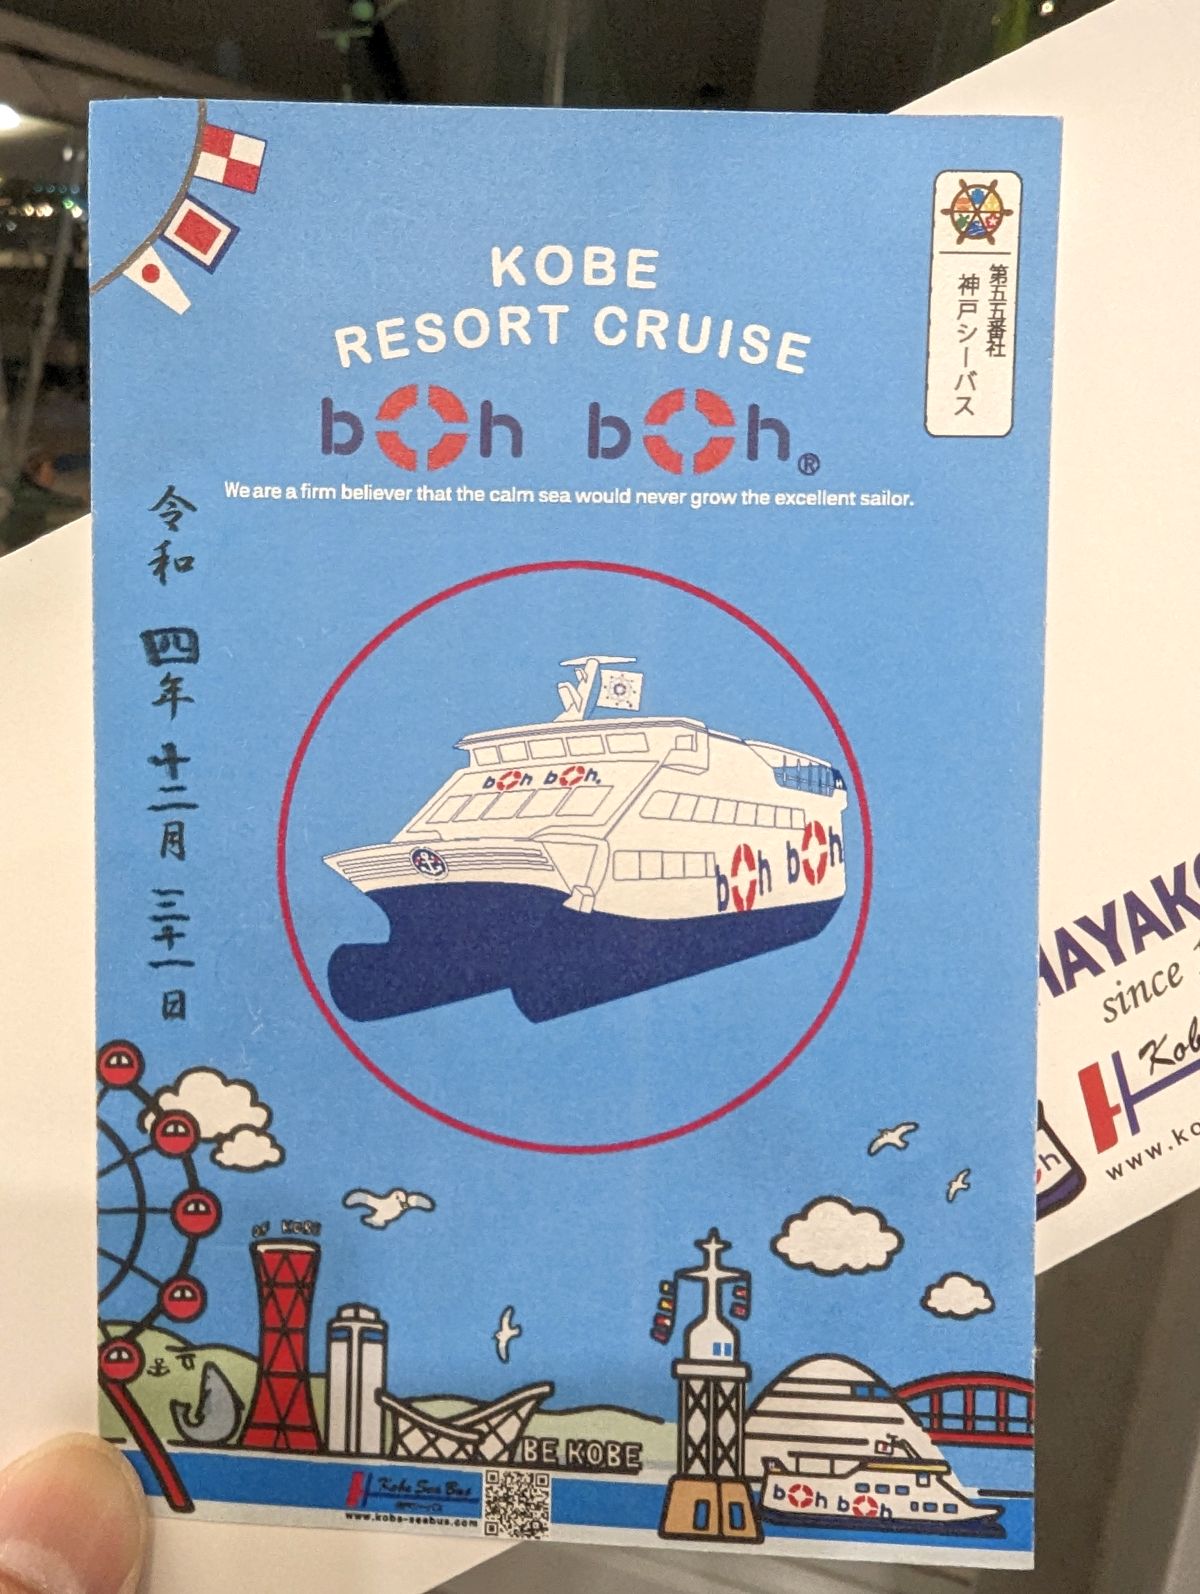 KOBE
RESORT CRUISE
boh boh®
We are a firm believer that the calm sea would never grow the excellent sailor.
第五五番社
神戸シーバス
令和 四年 十二月 三十一日
boh boh
boh boh
OF KOBE
BE KOBE
Kobe Sea Bus
www.kobe-seabus.com
boh boh
HAYAK
since
Kob
www.ko